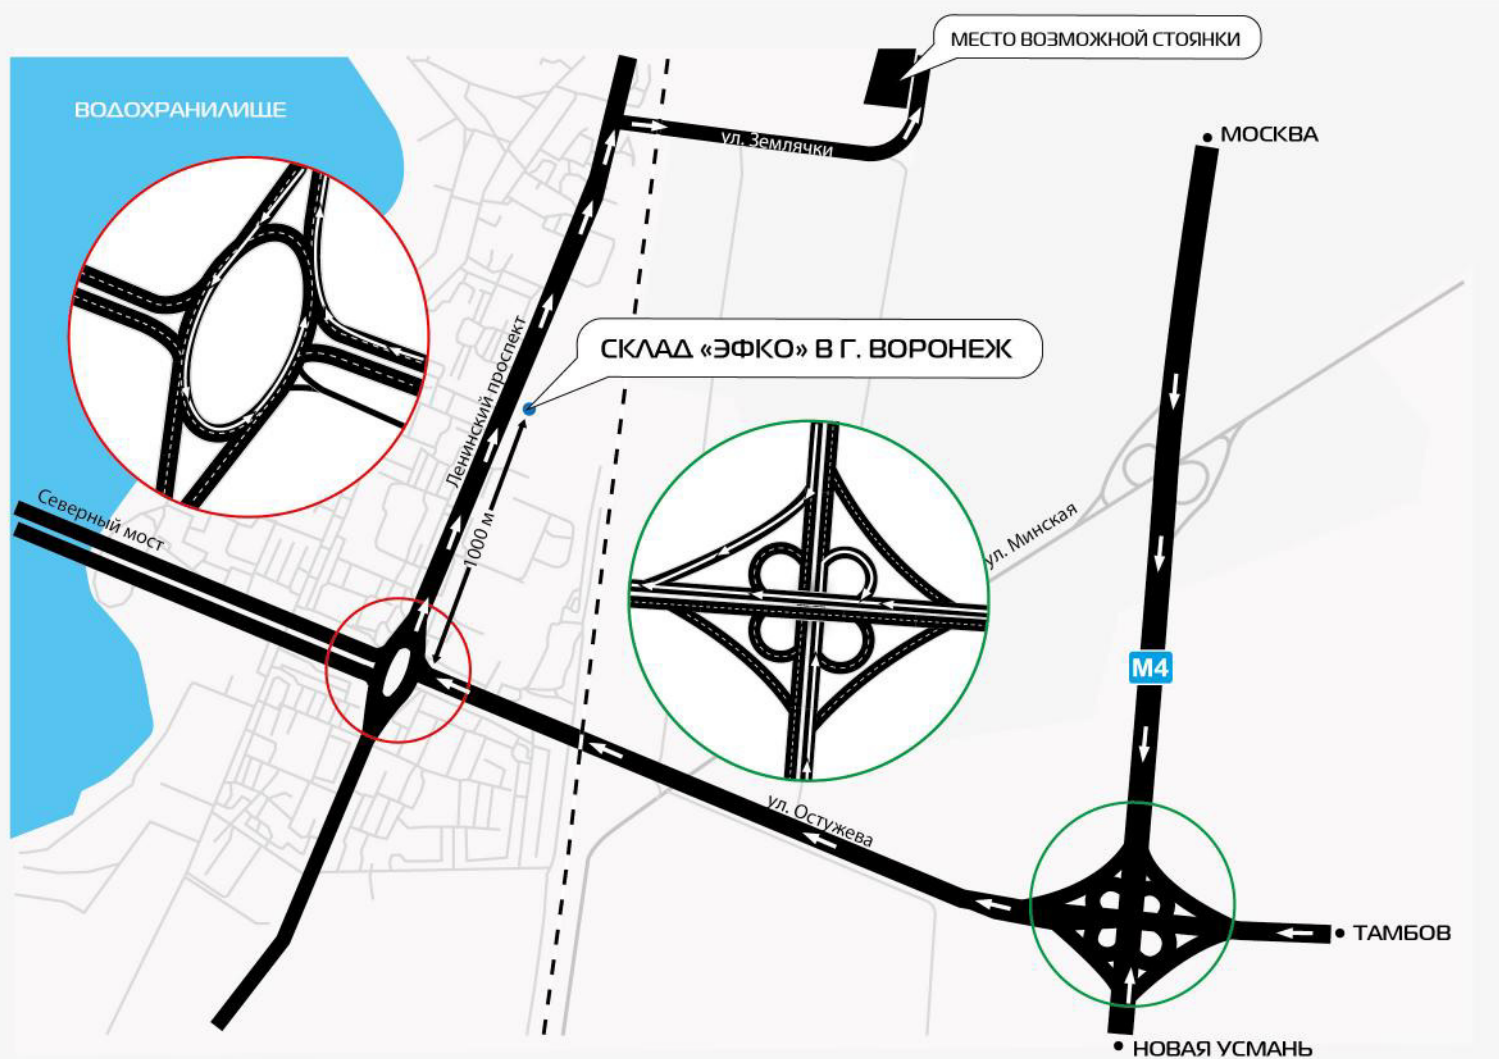 МЕСТО ВОЗМОЖНОЙ СТОЯНКИ
ВОДОХРАНИЛИЩЕ
МОСКВА
ул. Землячки
СКЛАД «ЭФКО» В Г. ВОРОНЕЖ
Ленинский проспект
Северный мост
1000 м
ул. Минская
М4
ул. Остужева
ТАМБОВ
НОВАЯ УСМАНЬ